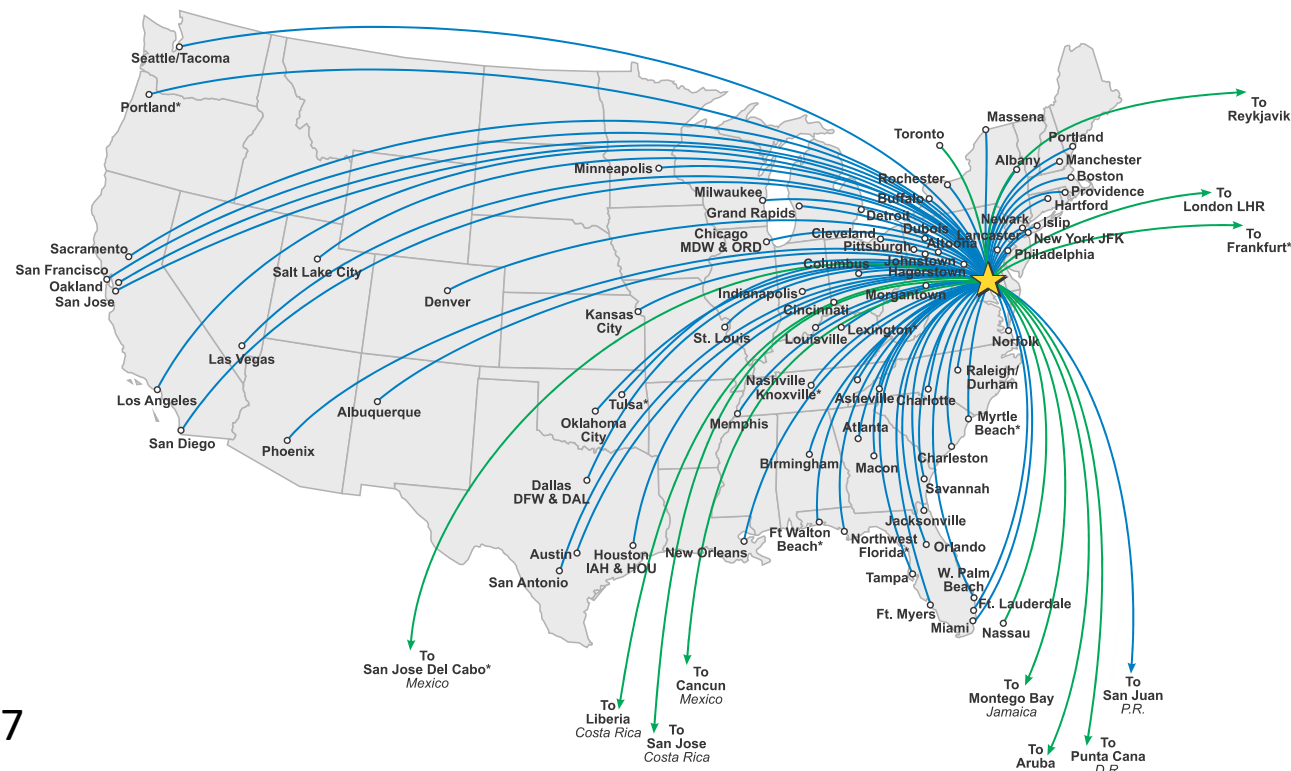 Seattle/Tacoma
Portland*
Massena
To
Reykjavik
Toronto
Portland
Albany
Manchester
Minneapolis
Boston
Rochester
Milwaukee
Providence
Buffalo
To
London LHR
Grand Rapids
Hartford
Detroit
Newark
Islip
Dubois
Chicago
MDW & ORD
Cleveland
Lancaster
New York JFK
To
Frankfurt*
Pittsburgh
Altoona
Sacramento
Philadelphia
Johnstown
Columbus
San Francisco
Salt Lake City
Hagerstown
Oakland
San Jose
Denver
Indianapolis
Morgantown
Cincinnati
Kansas
City
St. Louis
Louisville
Lexington*
Norfolk
Las Vegas
Raleigh/
Durham
Nashville
Knoxville*
Los Angeles
Albuquerque
Tulsa*
Asheville
Charlotte
Oklahoma
City
Memphis
Myrtle
Beach*
Atlanta
San Diego
Phoenix
Birmingham
Macon
Charleston
Dallas
DFW & DAL
Savannah
Jacksonville
Ft Walton
Beach*
Northwest
Florida*
Orlando
Austin
Houston
IAH & HOU
New Orleans
San Antonio
Tampa
W. Palm
Beach
Ft. Lauderdale
Ft. Myers
Miami
Nassau
To
San Jose Del Cabo*
Mexico
To
Cancun
Mexico
To
Montego Bay
Jamaica
To
San Juan
P.R.
To
Liberia
Costa Rica
To
San Jose
Costa Rica
To
Aruba
To
Punta Cana
D.R.
7